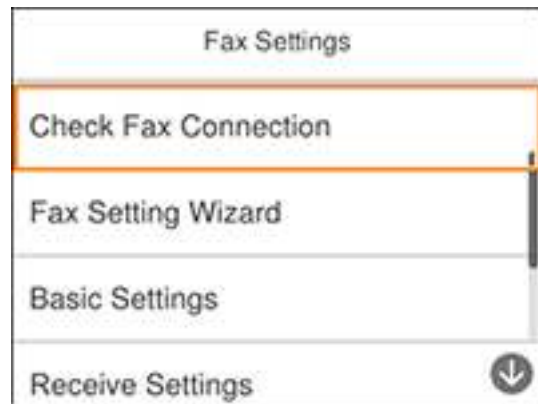 Fax Settings
Check Fax Connection
Fax Setting Wizard
Basic Settings
Receive Settings